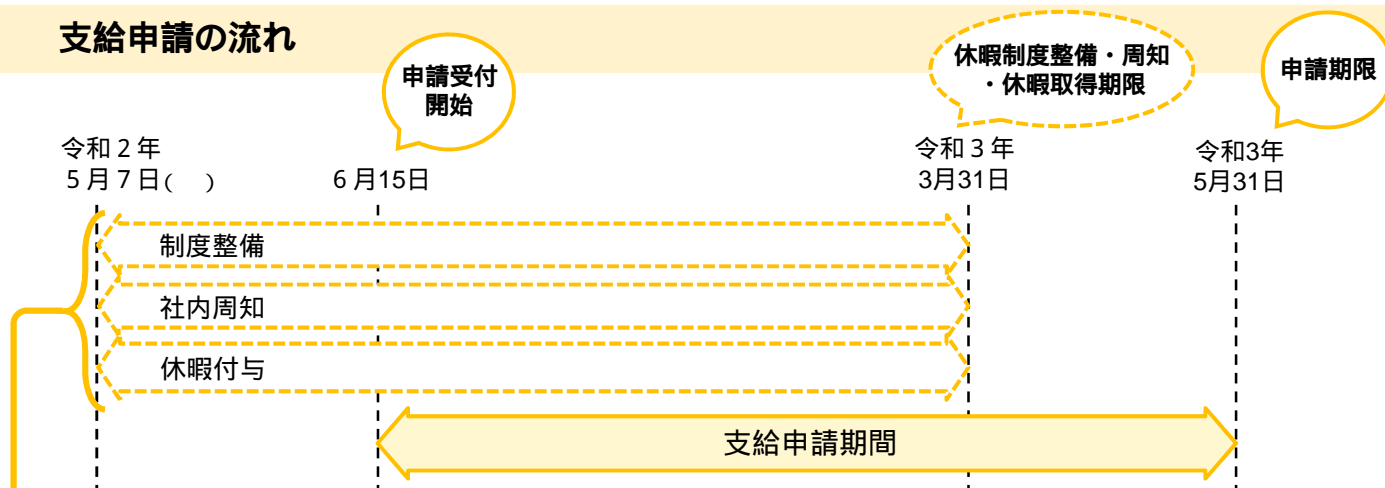 支給申請の流れ
申請受付
開始
休暇制度整備・周知
・休暇取得期限
申請期限
令和２年
５月７日(　)
６月15日
令和３年
3月31日
令和3年
5月31日
制度整備
社内周知
休暇付与
支給申請期間